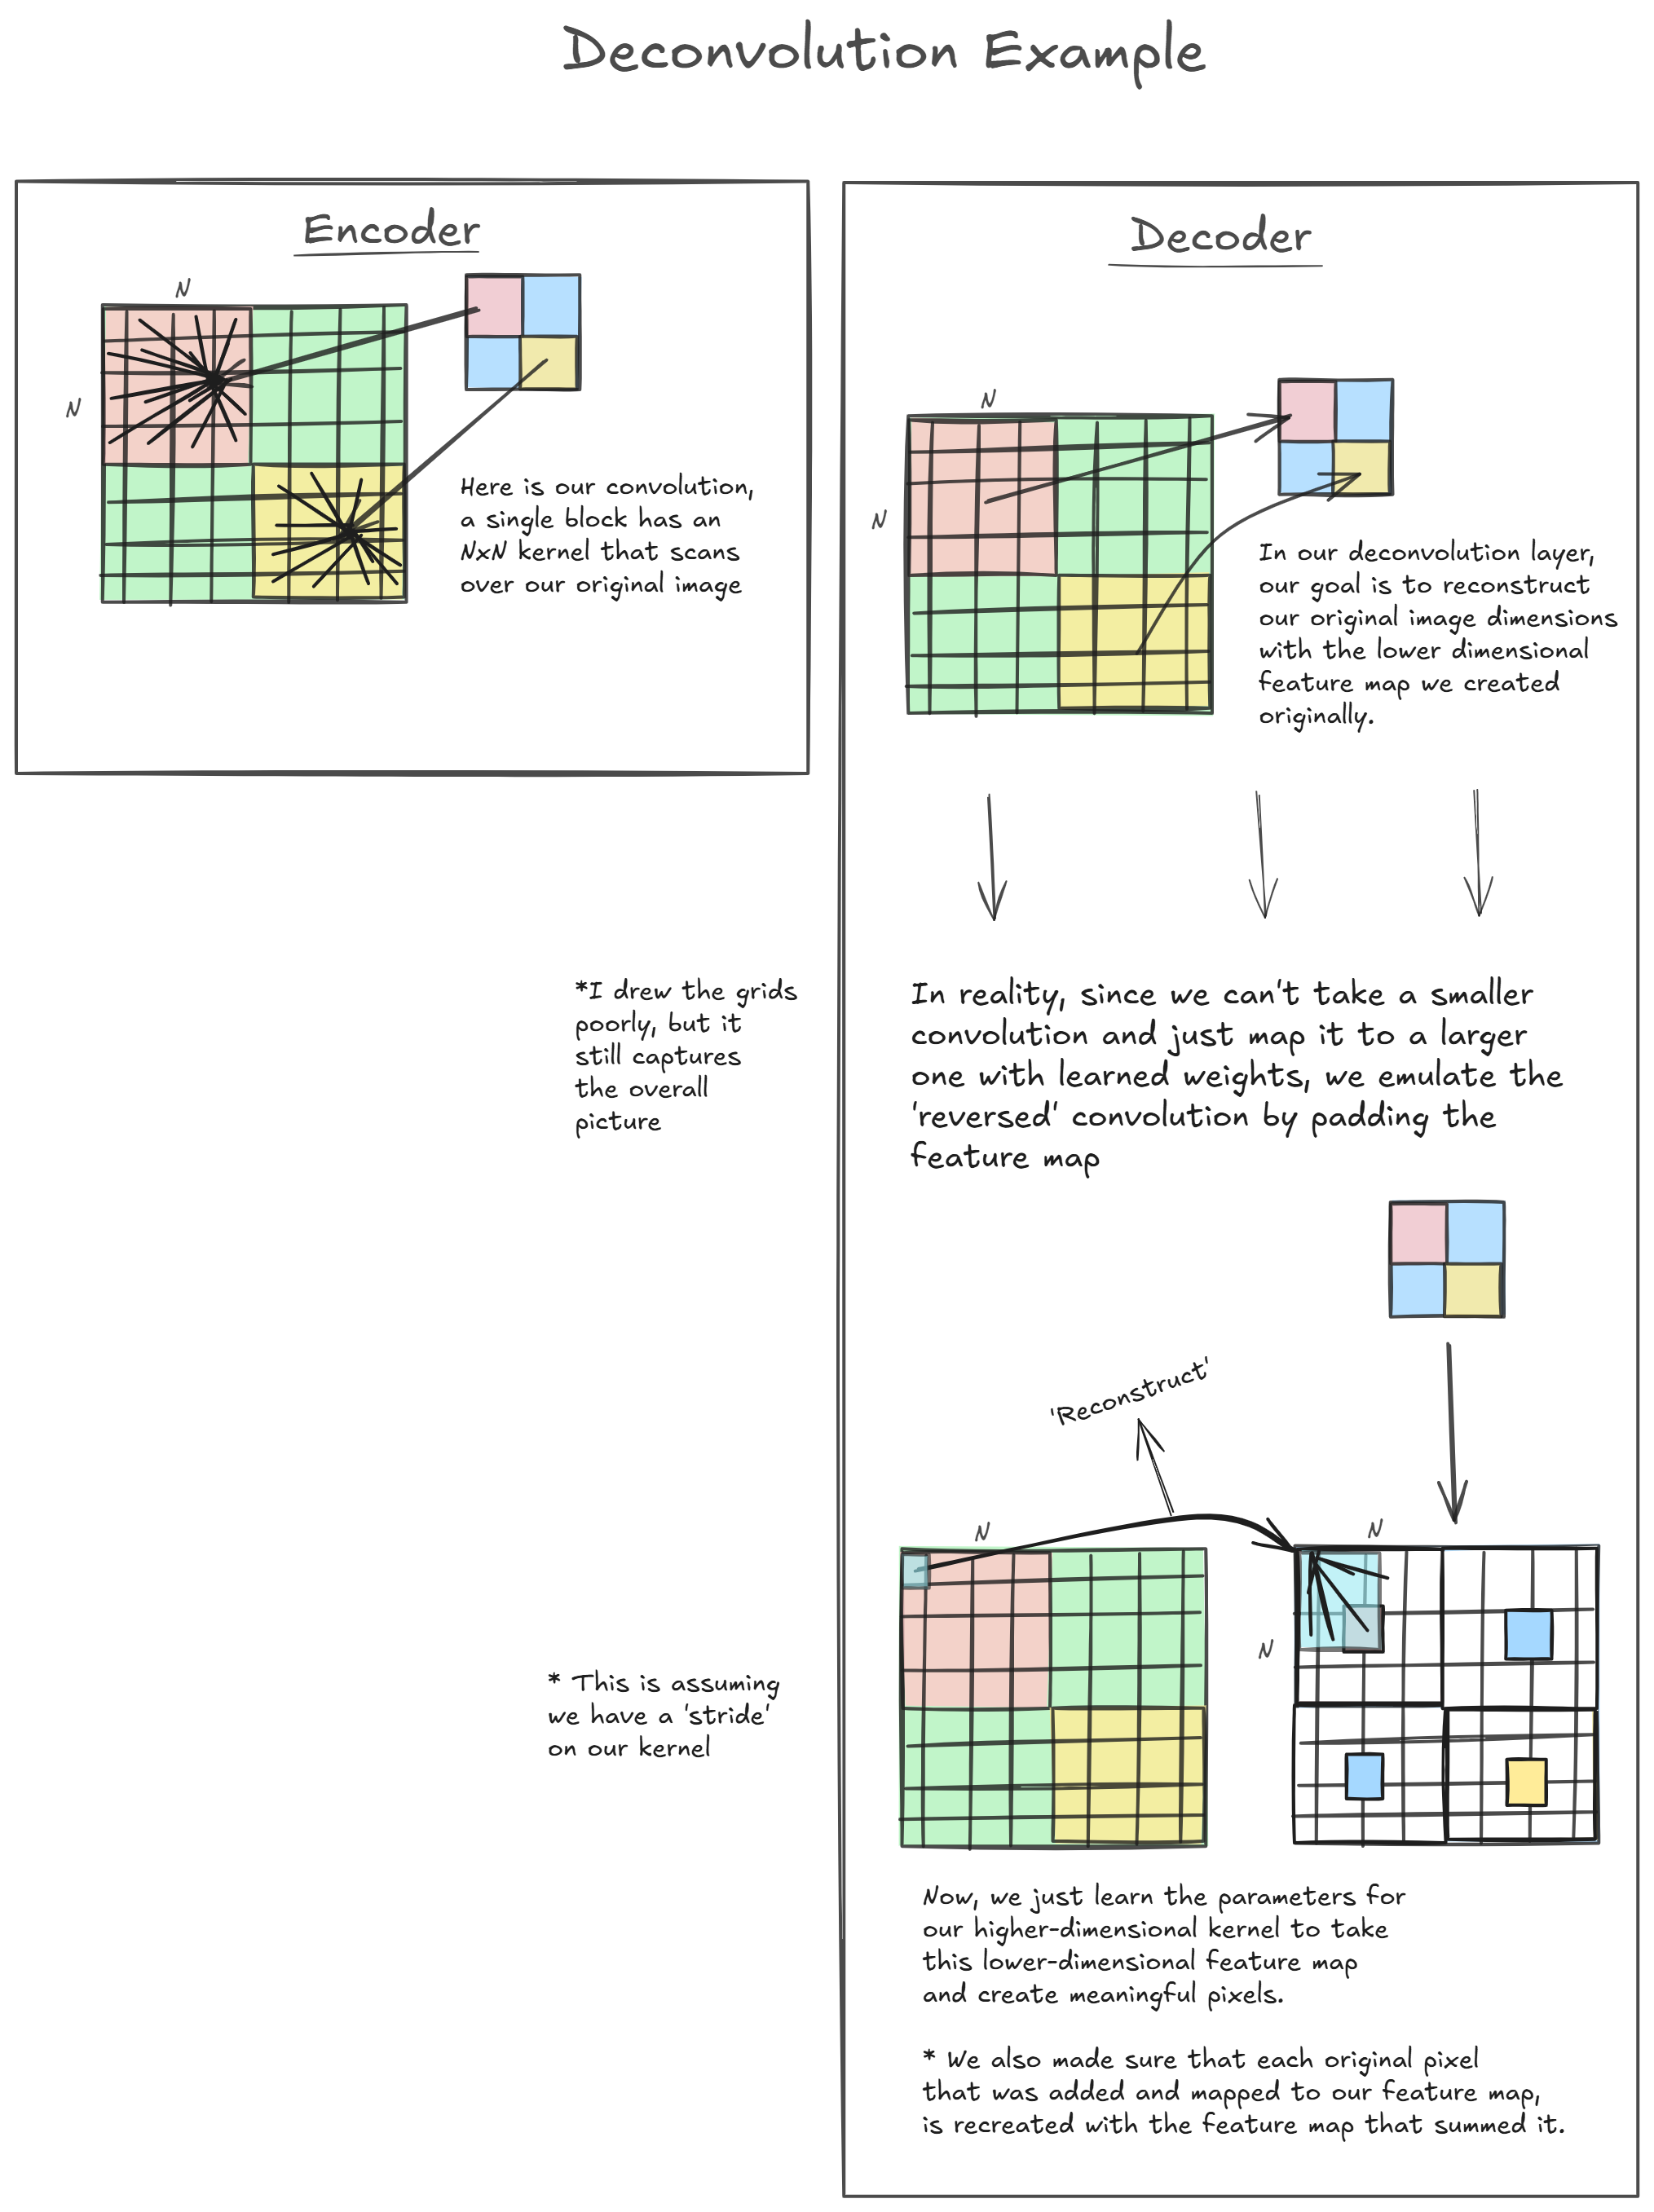 Deconvolution Example
Encoder
N
N
Here is our convolution,
a single block has an
NxN kernel that scans
over our original image
Decoder
N
N
In our deconvolution layer,
our goal is to reconstruct
our original image dimensions
with the lower dimensional
feature map we created
originally.
*I drew the grids
poorly, but it
still captures
the overall
picture
In reality, since we can't take a smaller
convolution and just map it to a larger
one with learned weights, we emulate the
'reversed' convolution by padding the
feature map
'Reconstruct'
N
N
N
* This is assuming
we have a 'stride'
on our kernel
Now, we just learn the parameters for
our higher-dimensional kernel to take
this lower-dimensional feature map
and create meaningful pixels.
* We also made sure that each original pixel
that was added and mapped to our feature map,
is recreated with the feature map that summed it.